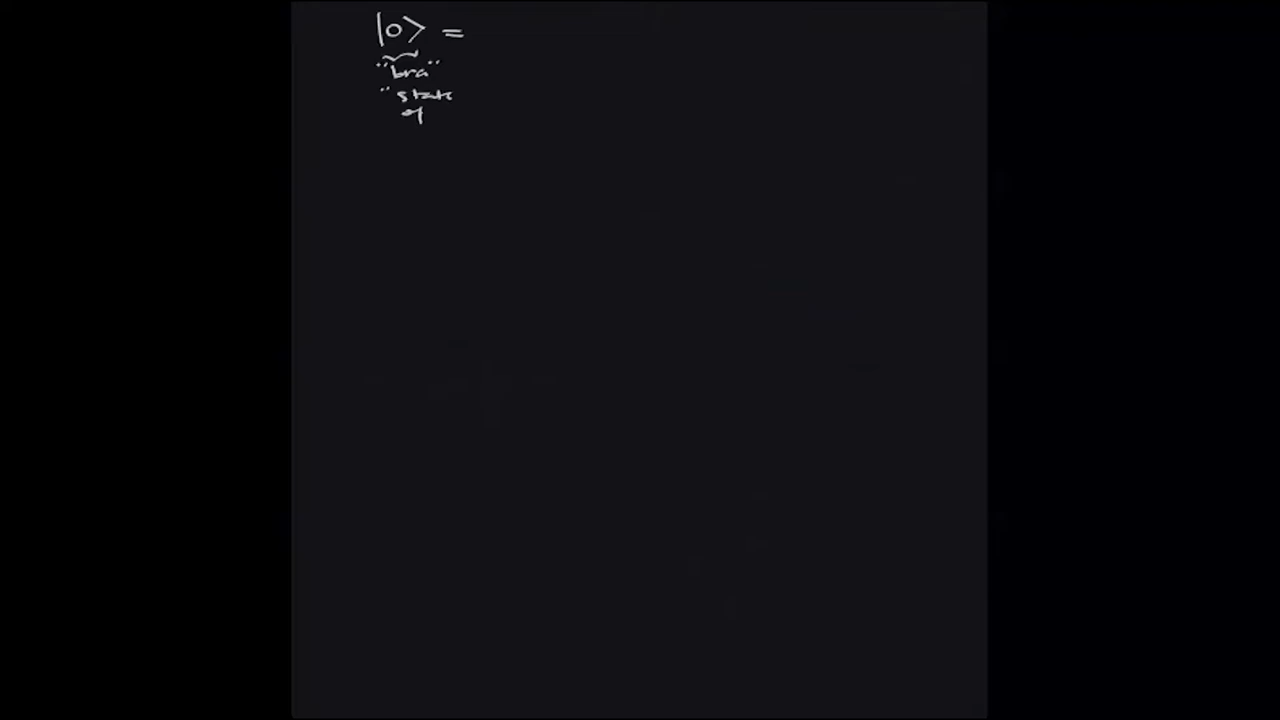 |0⟩ =
"bra"
"state
of